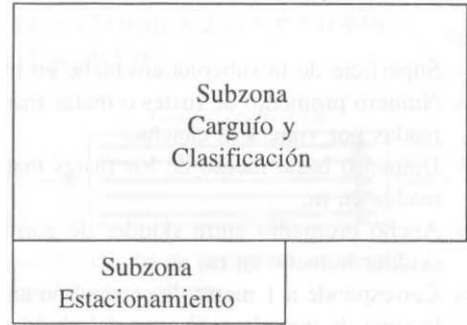 Subzona
Carguío y
Clasificación
Subzona
Estacionamiento